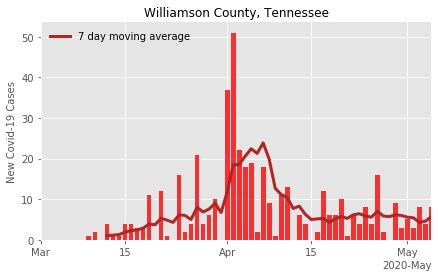 Williamson County, Tennessee
7 day moving average
New Covid-19 Cases
50
40
30
20
10
0
Mar 15 Apr 15 May
2020-May